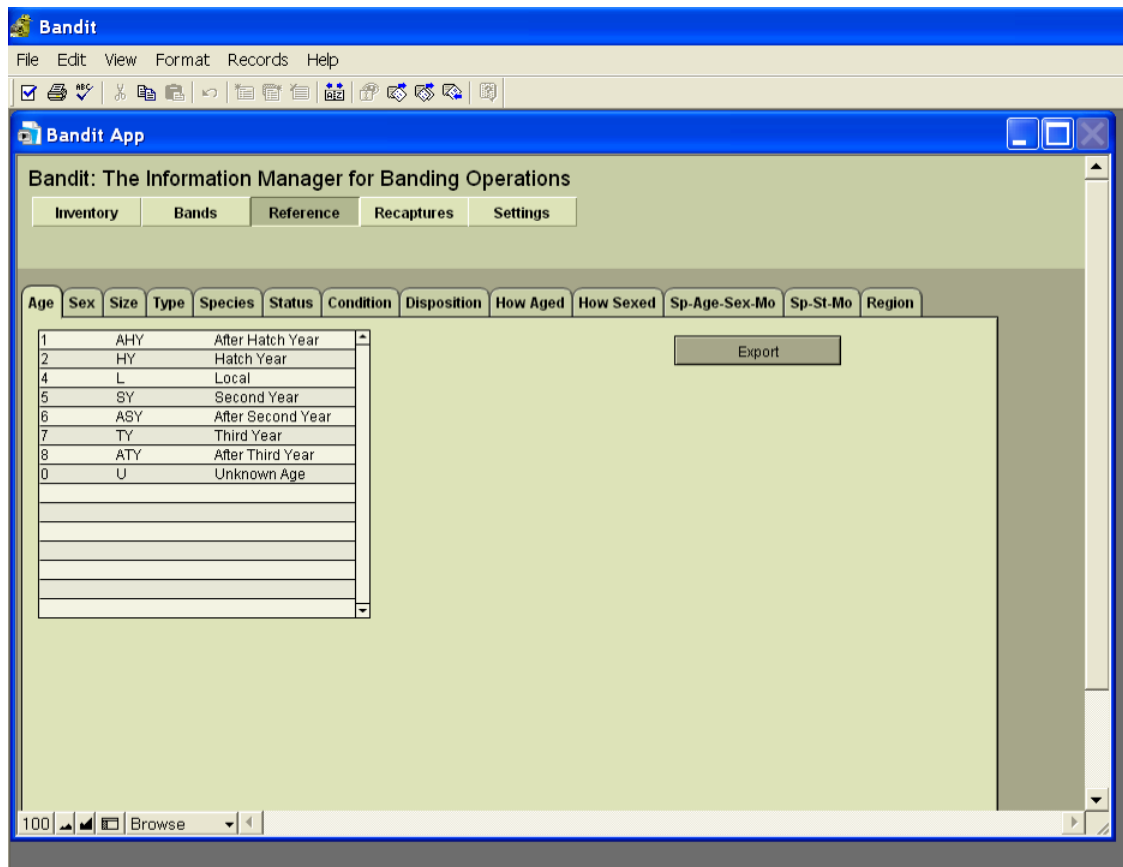 Bandit
File Edit View Format Records Help
ABC
Bandit App
Bandit: The Information Manager for Banding Operations
Inventory Bands Reference Recaptures Settings
Age Sex Size Type Species Status Condition Disposition How Aged How Sexed Sp-Age-Sex-Mo Sp-St-Mo Region
1 AHY After Hatch Year
Export
2 HY Hatch Year
4 L Local
5 SY Second Year
6 ASY After Second Year
7 TY Third Year
8 ATY After Third Year
0 U Unknown Age
100 Browse